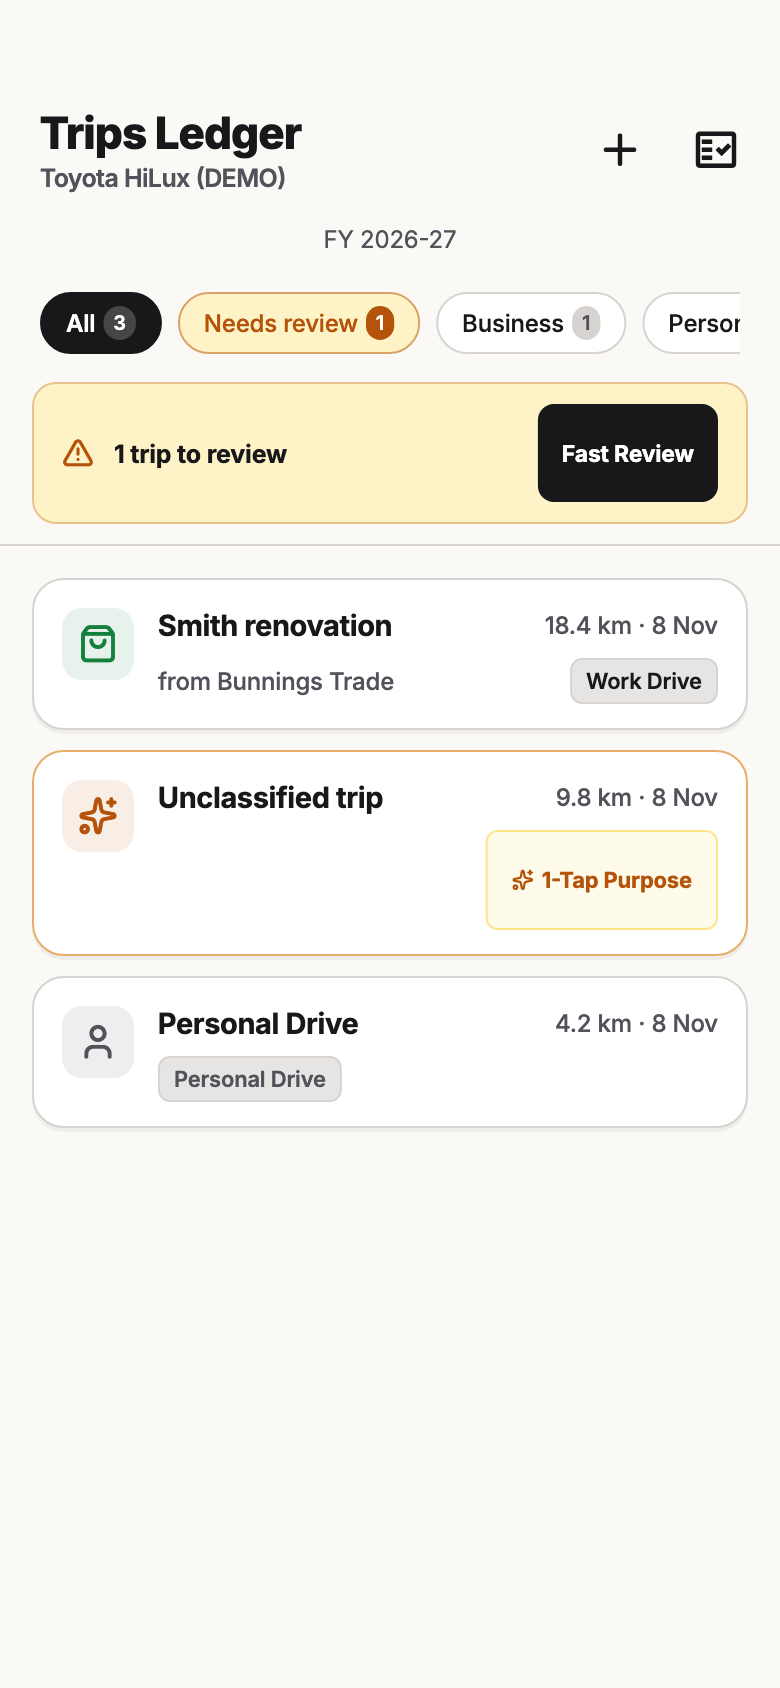 Trips Ledger
Toyota HiLux (DEMO)
FY 2026-27
All 3 Needs review 1 Business 1 Person
1 trip to review Fast Review
Smith renovation 18.4 km · 8 Nov
from Bunnings Trade Work Drive
Unclassified trip 9.8 km · 8 Nov
1-Tap Purpose
Personal Drive 4.2 km · 8 Nov
Personal Drive